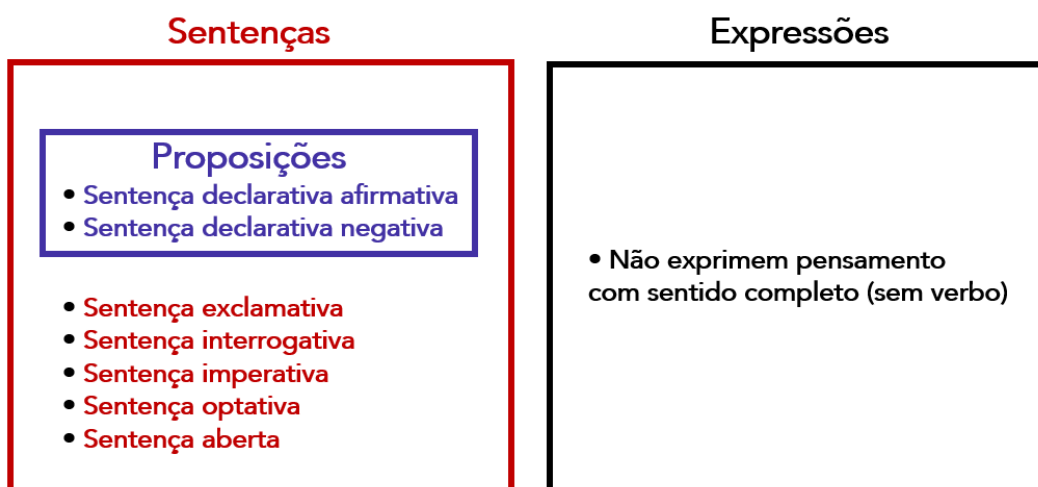 Sentenças
Proposições
• Sentença declarativa afirmativa
• Sentença declarativa negativa
• Sentença exclamativa
• Sentença interrogativa
• Sentença imperativa
• Sentença optativa
• Sentença aberta
Expressões
• Não exprimem pensamento
com sentido completo (sem verbo)